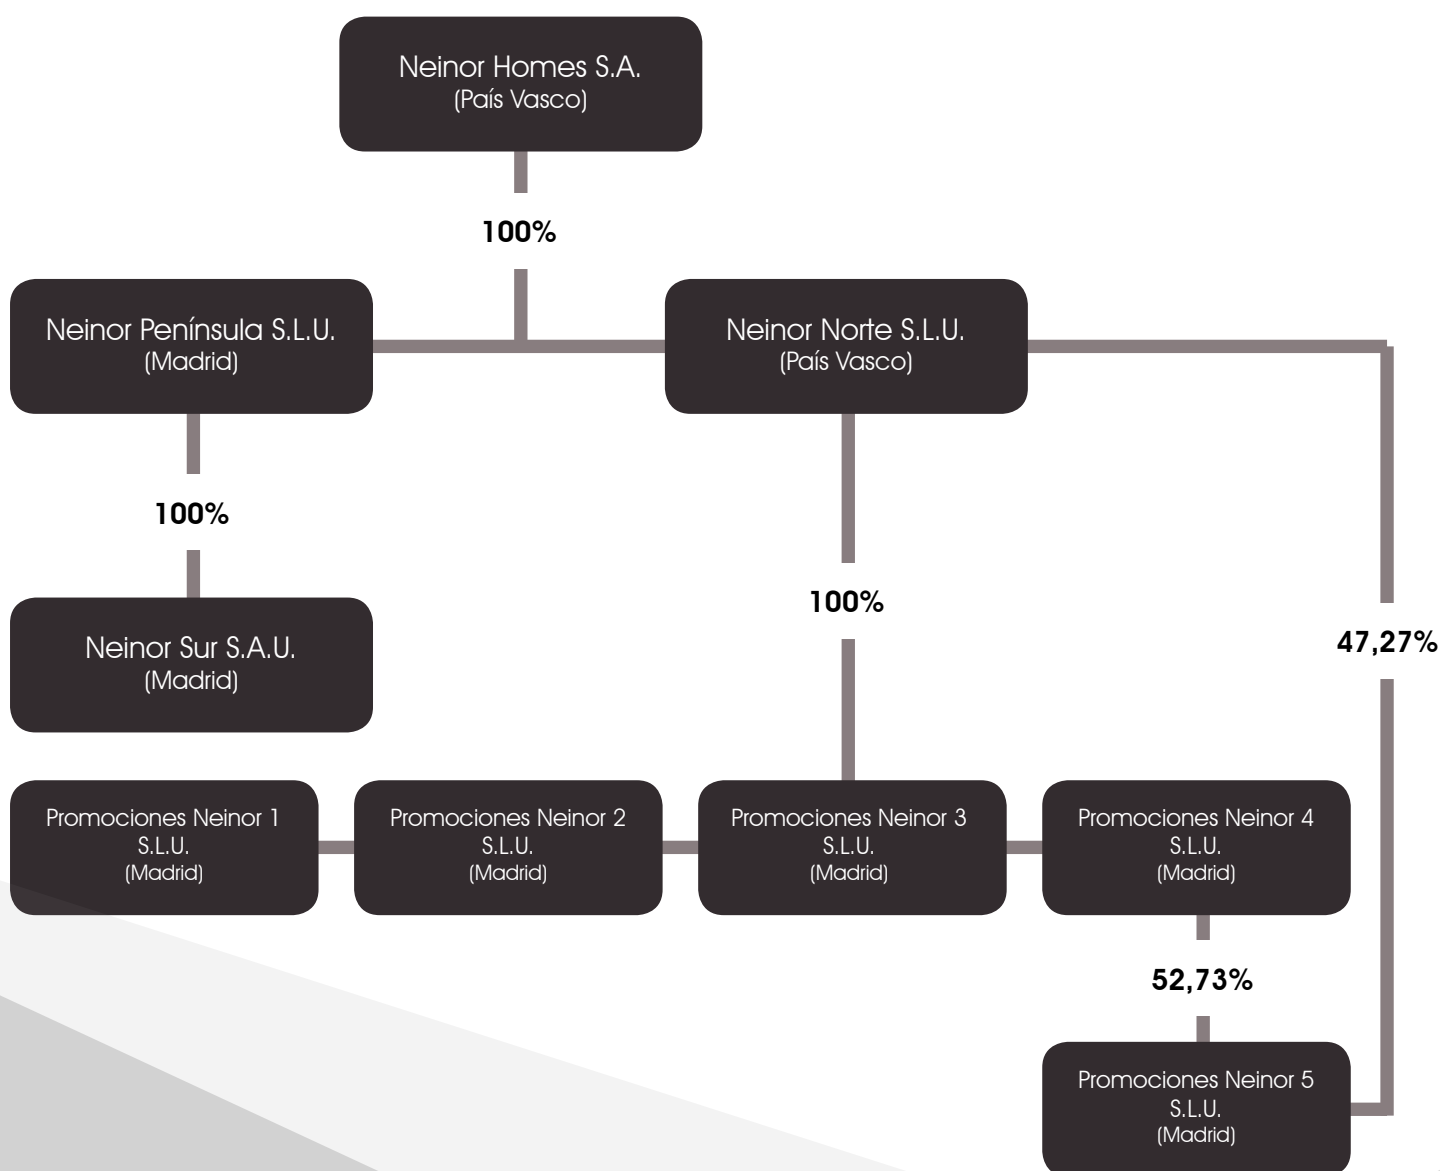 Neinor Homes S.A.
(País Vasco)
100%
Neinor Península S.L.U.
(Madrid)
Neinor Norte S.L.U.
(País Vasco)
100%
100%
47,27%
Neinor Sur S.A.U.
(Madrid)
Promociones Neinor 1
S.L.U.
(Madrid)
Promociones Neinor 2
S.L.U.
(Madrid)
Promociones Neinor 3
S.L.U.
(Madrid)
Promociones Neinor 4
S.L.U.
(Madrid)
52,73%
Promociones Neinor 5
S.L.U.
(Madrid)